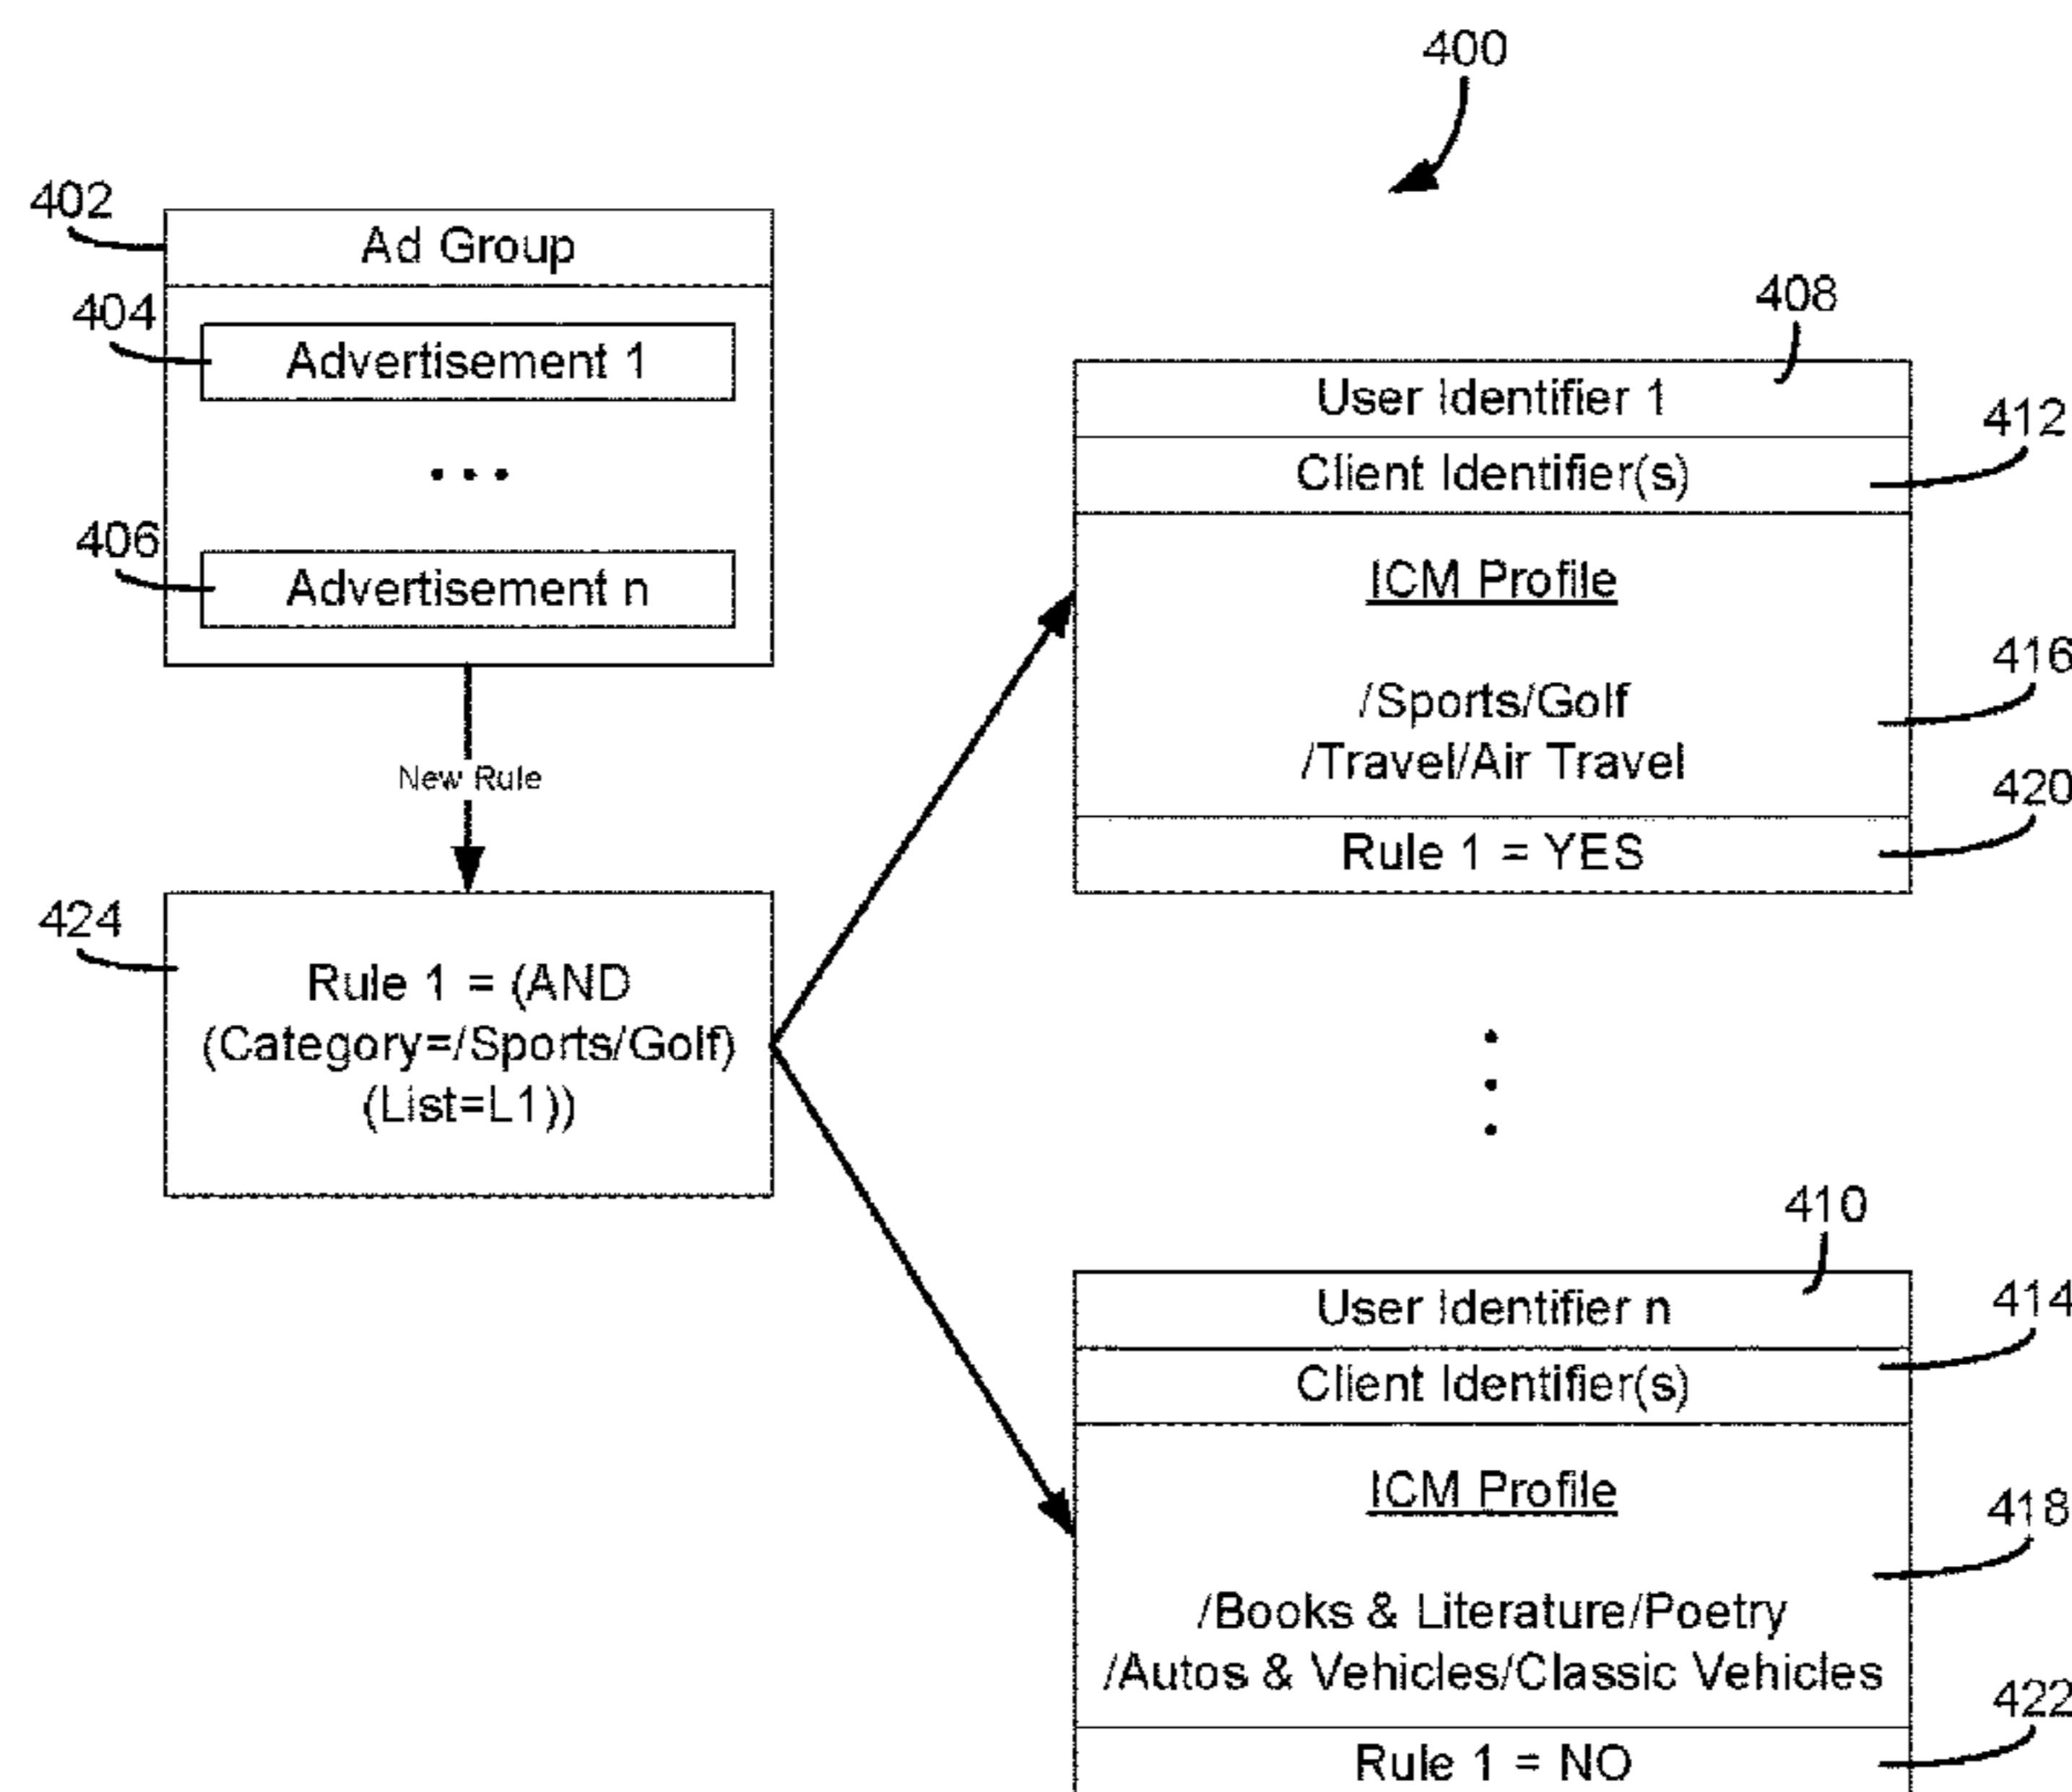 400
402
Ad Group
404
Advertisement 1
406
Advertisement n
New Rule
424
Rule 1 = (AND
(Category=/Sports/Golf)
(List=L1))
408
User Identifier 1
412
Client Identifier(s)
ICM Profile
416
/Sports/Golf
/Travel/Air Travel
420
Rule 1 = YES
410
User Identifier n
414
Client Identifier(s)
ICM Profile
418
/Books & Literature/Poetry
/Autos & Vehicles/Classic Vehicles
422
Rule 1 = NO